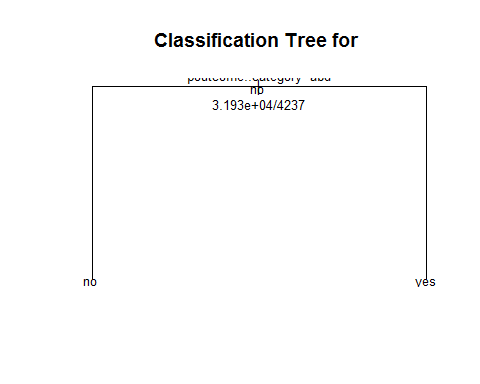 Classification Tree for
no
3.193e+04/4237
no
yes